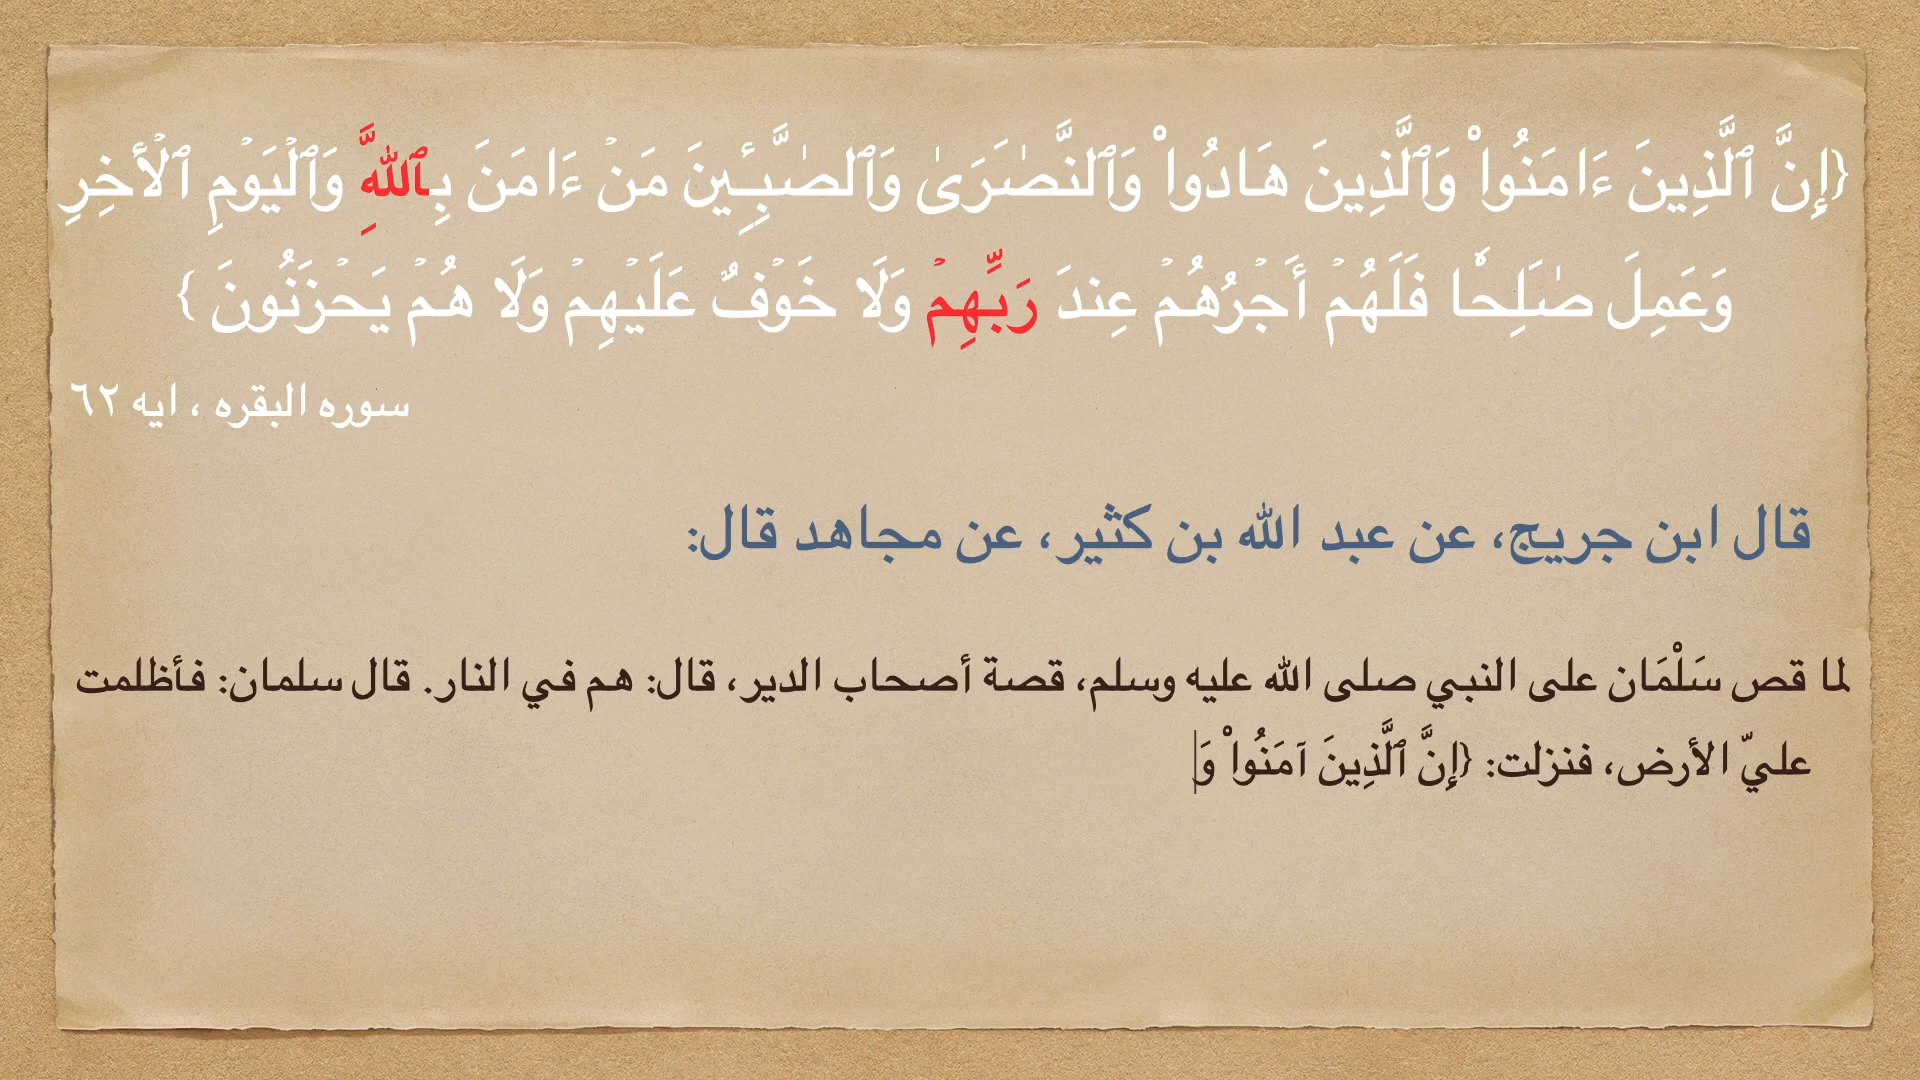 {إِنَّ ٱلَّذِينَ ءَامَنُوا۟ وَٱلَّذِينَ هَادُوا۟ وَٱلنَّصَٰرَىٰ وَٱلصَّٰبِـِٔينَ مَنۡ ءَامَنَ بِٱللَّهِ وَٱلۡيَوۡمِ ٱلۡأَخِرِ
وَعَمِلَ صَٰلِحٗا فَلَهُمۡ أَجۡرُهُمۡ عِندَ رَبِّهِمۡ وَلَا خَوۡفٌ عَلَيۡهِمۡ وَلَا هُمۡ يَحۡزَنُونَ }
سوره البقره ، ايه ٦٢
قال ابن جريج، عن عبد الله بن كثير، عن مجاهد قال:
لما قص سَلْمَان على النبي صلى الله عليه وسلم، قصة أصحاب الدير، قال: هم في النار. قال سلمان: فأظلمت
عليّ الأرض، فنزلت: {إِنَّ ٱلَّذِينَ آمَنُوا۟ وَ